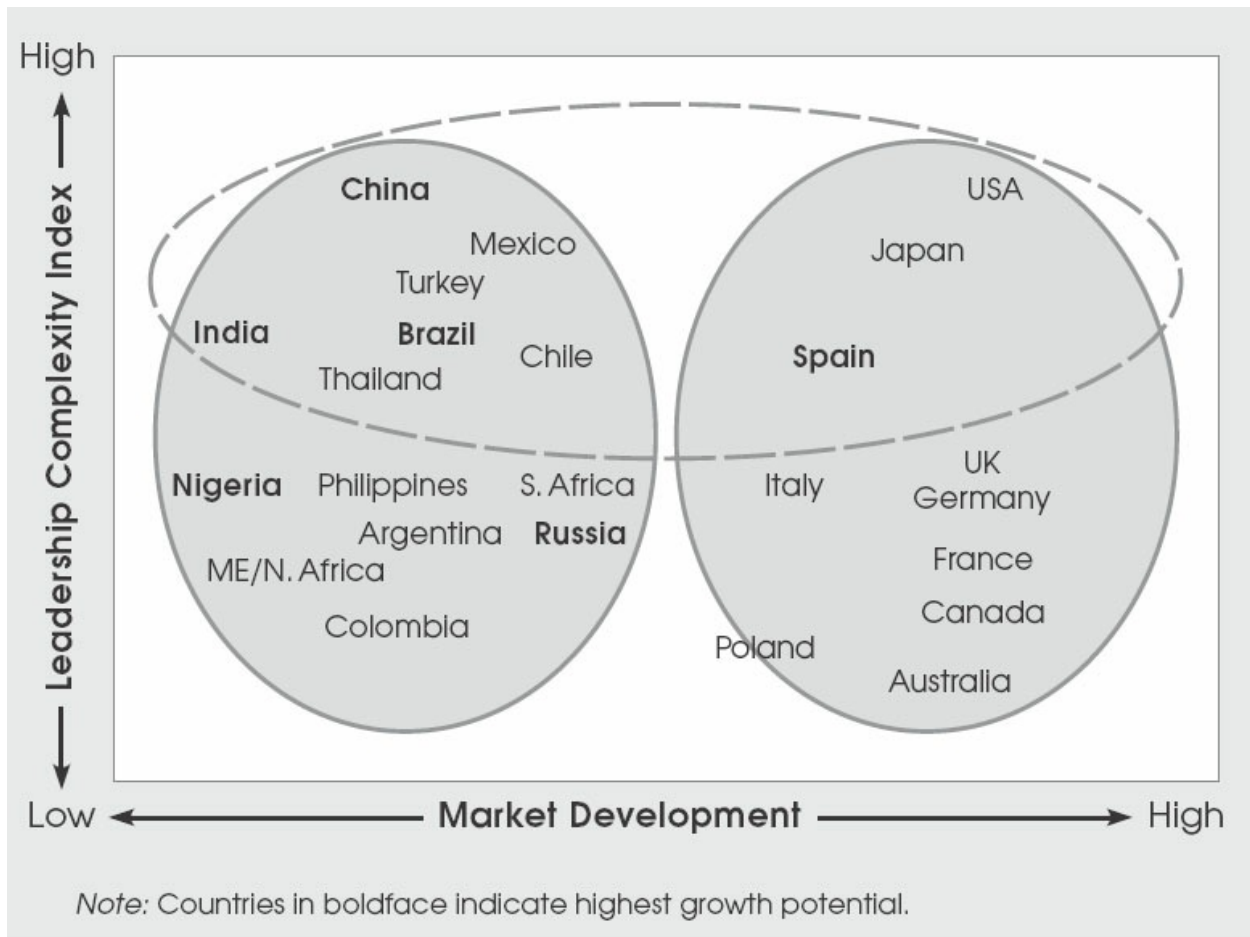 High
China
USA
Mexico
Japan
Turkey
India
Brazil
Chile
Spain
Thailand
UK
Nigeria
Philippines
S. Africa
Italy
Germany
Argentina
Russia
France
ME/N. Africa
Canada
Colombia
Poland
Australia
Leadership Complexity Index
Low
Market Development
High
Note: Countries in boldface indicate highest growth potential.